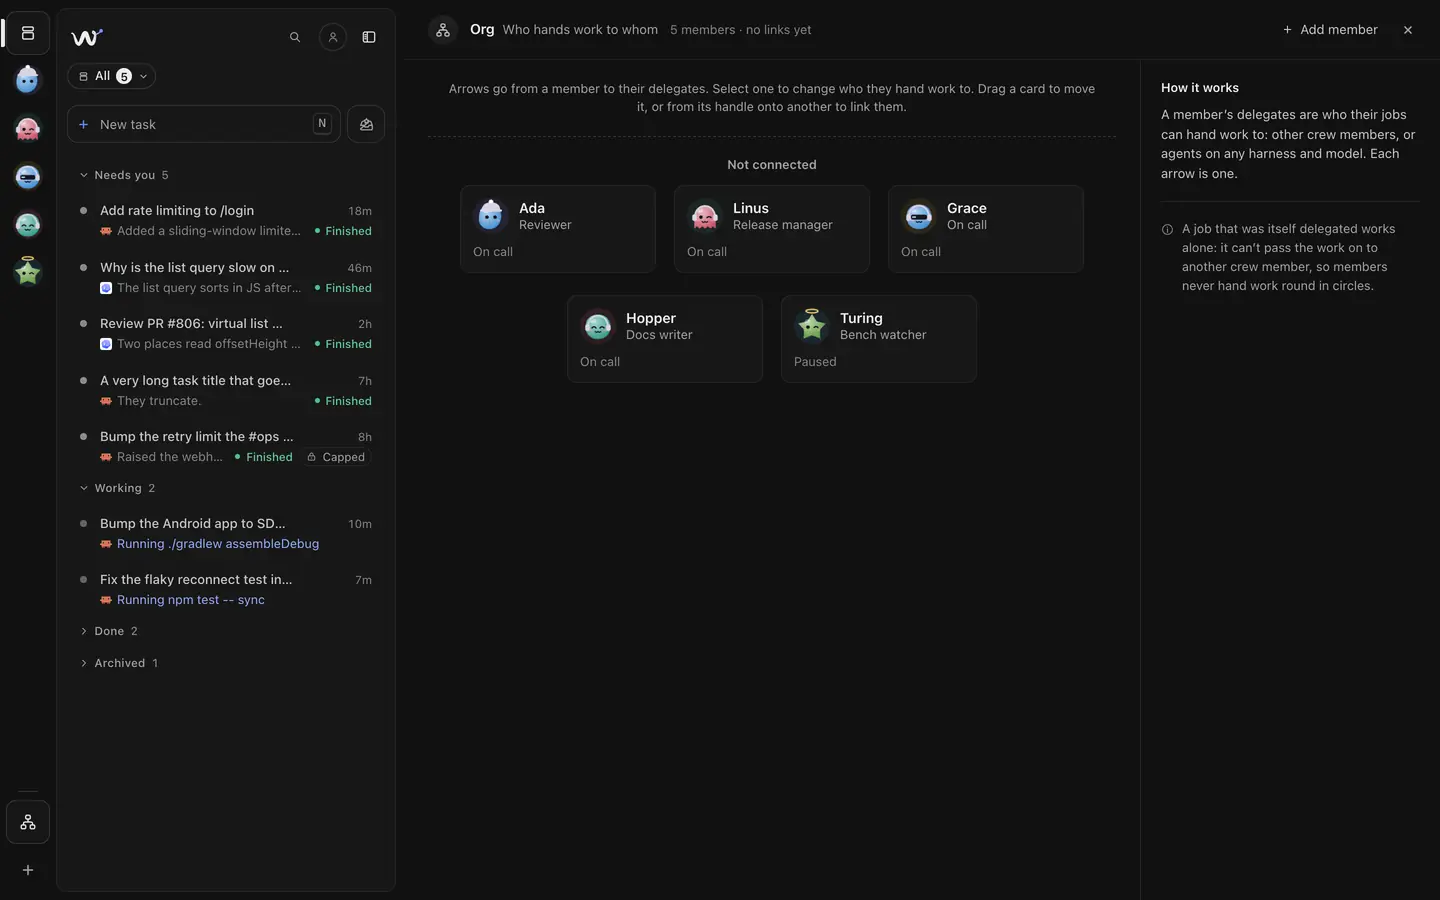 All 5
New task N
Needs you 5
Add rate limiting to /login 18m
Added a sliding-window limite... Finished
Why is the list query slow on ... 46m
The list query sorts in JS after... Finished
Review PR #806: virtual list ... 2h
Two places read offsetHeight ... Finished
A very long task title that goe... 7h
They truncate. Finished
Bump the retry limit the #ops ... 8h
Raised the webh... Finished Capped
Working 2
Bump the Android app to SD... 10m
Running ./gradlew assembleDebug
Fix the flaky reconnect test in... 7m
Running npm test -- sync
Done 2
Archived 1
Org Who hands work to whom 5 members · no links yet
+ Add member
Arrows go from a member to their delegates. Select one to change who they hand work to. Drag a card to move
it, or from its handle onto another to link them.
Not connected
Ada
Reviewer
On call
Linus
Release manager
On call
Grace
On call
On call
Hopper
Docs writer
On call
Turing
Bench watcher
Paused
How it works
A member's delegates are who their jobs
can hand work to: other crew members, or
agents on any harness and model. Each
arrow is one.
A job that was itself delegated works
alone: it can't pass the work on to
another crew member, so members
never hand work round in circles.